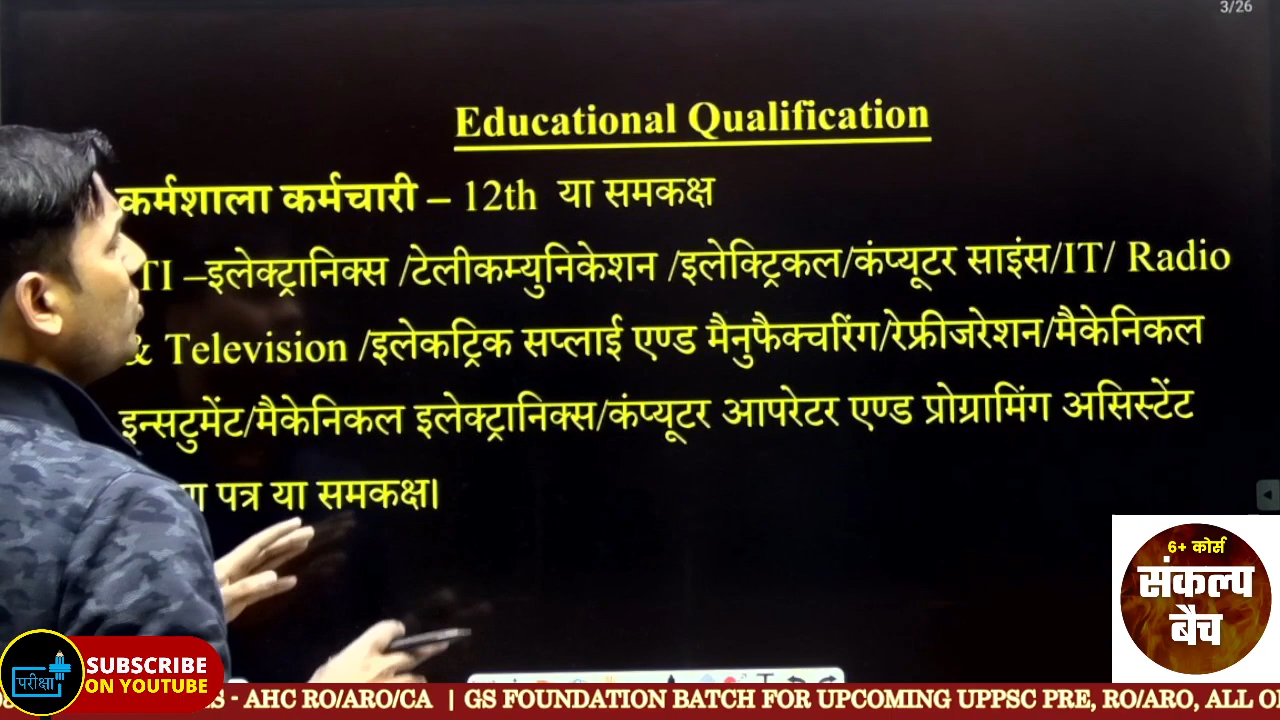 3/26
Educational Qualification
कर्मशाला कर्मचारी – 12th या समकक्ष
TI –इलेक्ट्रानिक्स /टेलीकम्युनिकेशन /इलेक्ट्रिकल/कंप्यूटर साइंस/IT/ Radio
& Television /इलेकट्रिक सप्लाई एण्ड मैनुफैक्चरिंग/रेफ्रीजरेशन/मैकेनिकल
इन्सटुमेंट/मैकेनिकल इलेक्ट्रानिक्स/कंप्यूटर आपरेटर एण्ड प्रोग्रामिंग असिस्टेंट
पत्र या समकक्ष।
6+ कोर्स
संकल्प
बैच
परीक्षा
SUBSCRIBE
ON YOUTUBE
- AHC RO/ARO/CA | GS FOUNDATION BATCH FOR UPCOMING UPPSC PRE, RO/ARO, ALL